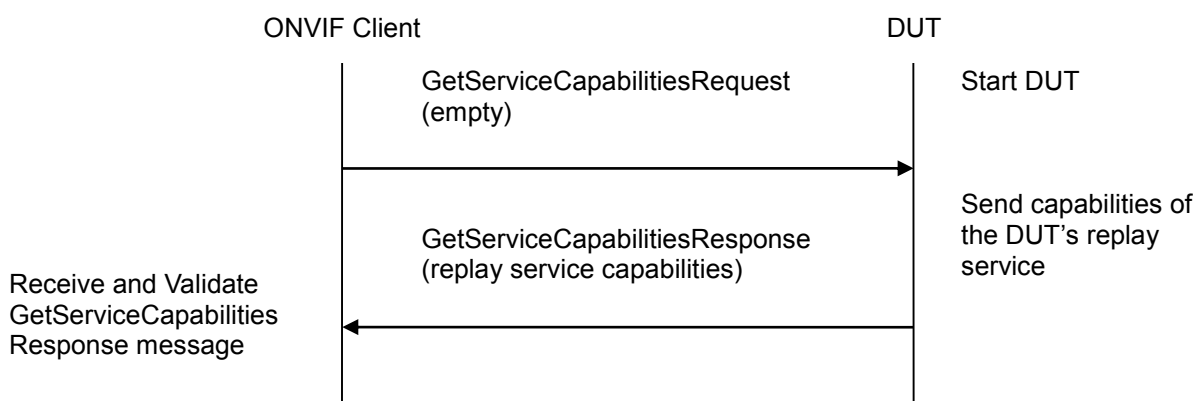 ONVIF Client
DUT
GetServiceCapabilitiesRequest
(empty)
Start DUT
Send capabilities of
the DUT’s replay
service
GetServiceCapabilitiesResponse
(replay service capabilities)
Receive and Validate
GetServiceCapabilities
Response message